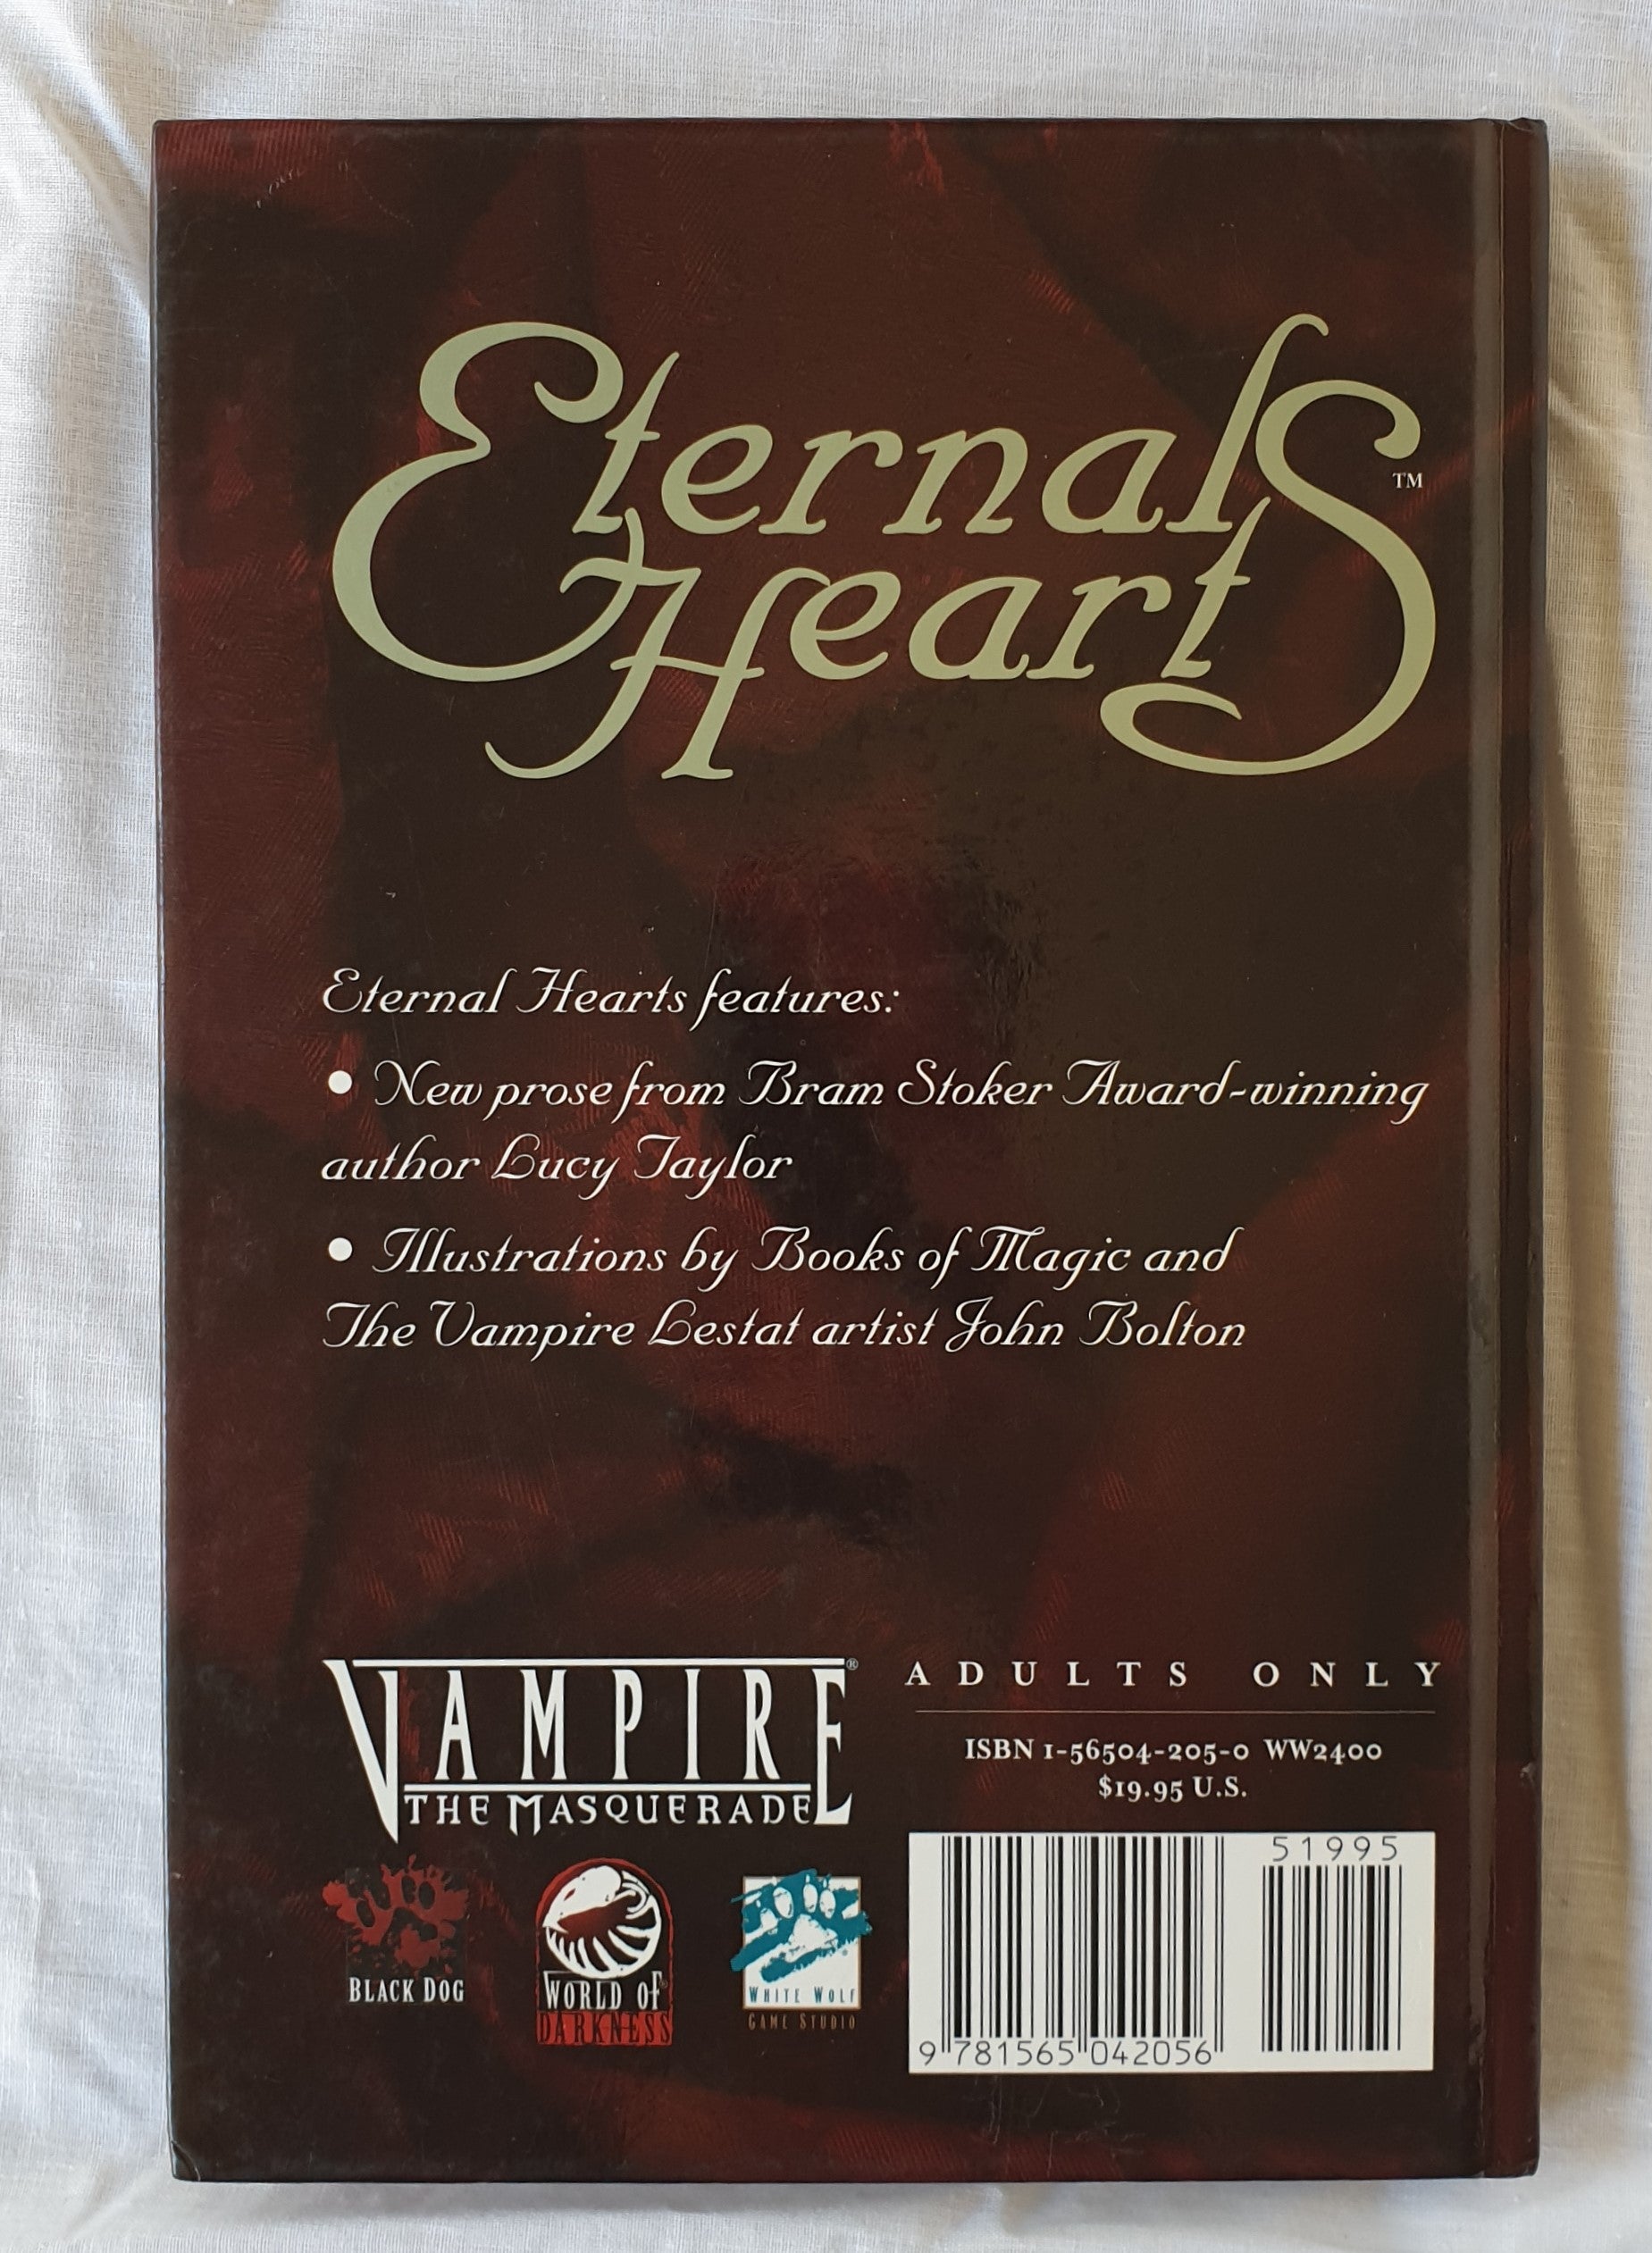 Eternal
HeartS
™
Eternal Hearts features:
• New prose from Bram Stoker Award-winning
author Lucy Taylor
• Illustrations by Books of Magic and
The Vampire Lestat artist John Bolton
VAMPIRE®
THE MASQUERADE
ADULTS ONLY
ISBN 1-56504-205-0 WW2400
$19.95 U.S.
BLACK DOG
WORLD OF
DARKNESS
WHITE WOLF
GAME STUDIO
51995
9 781565 042056